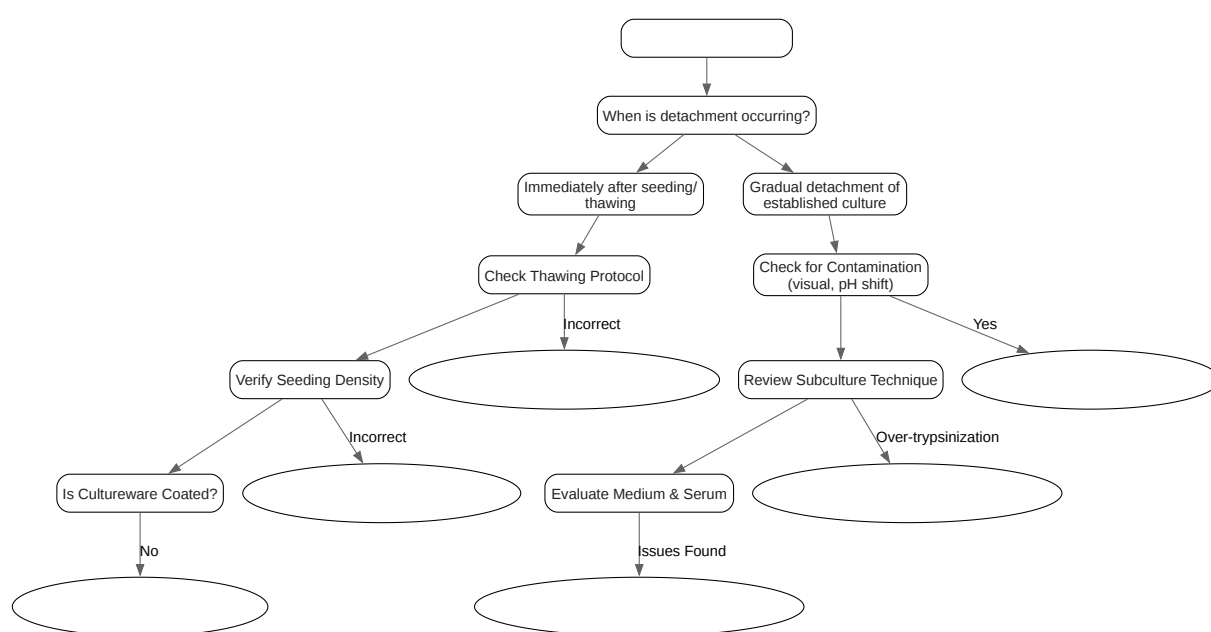 When is detachment occurring?
Immediately after seeding/
thawing
Gradual detachment of
established culture
Check Thawing Protocol
Check for Contamination
(visual, pH shift)
Incorrect
Yes
Verify Seeding Density
Review Subculture Technique
Incorrect
Over-trypsinization
Is Cultureware Coated?
Evaluate Medium & Serum
No
Issues Found